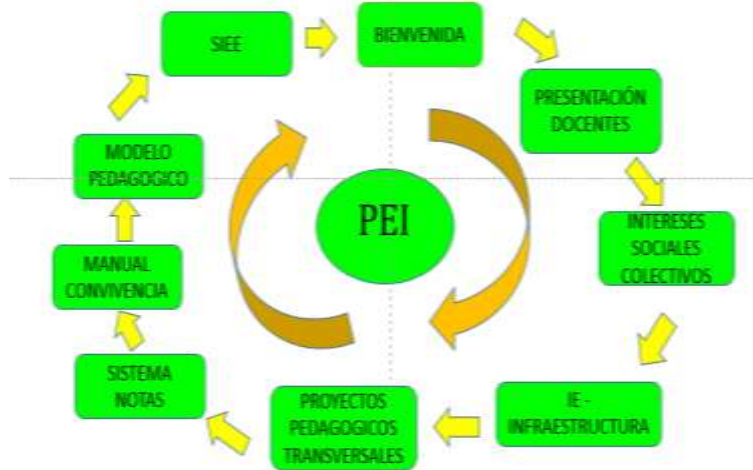 SIEE
BIENVENIDA
PRESENTACIÓN
DOCENTES
INTERESES
SOCIALES
COLECTIVOS
IE -
INFRAESTRUCTURA
PROYECTOS
PEDAGOGICOS
TRANSVERSALES
SISTEMA
NOTAS
MANUAL
CONVIVENCIA
MODELO
PEDAGOGICO
PEI